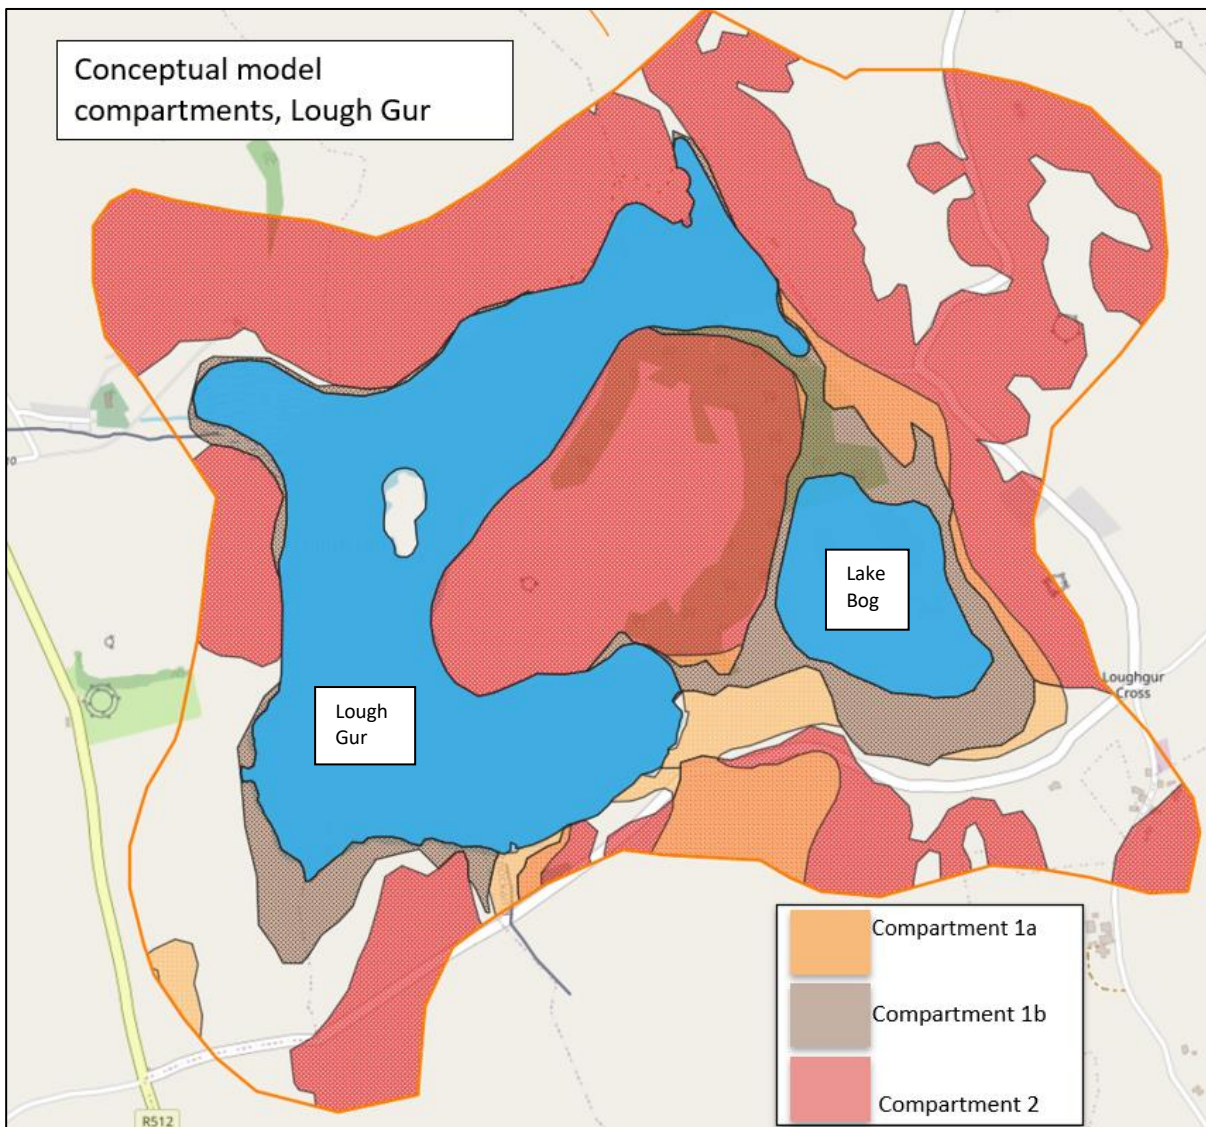 Conceptual model
compartments, Lough Gur
Lake
Bog
Lough
Gur
Loughgur
Cross
Compartment 1a
Compartment 1b
Compartment 2
R512